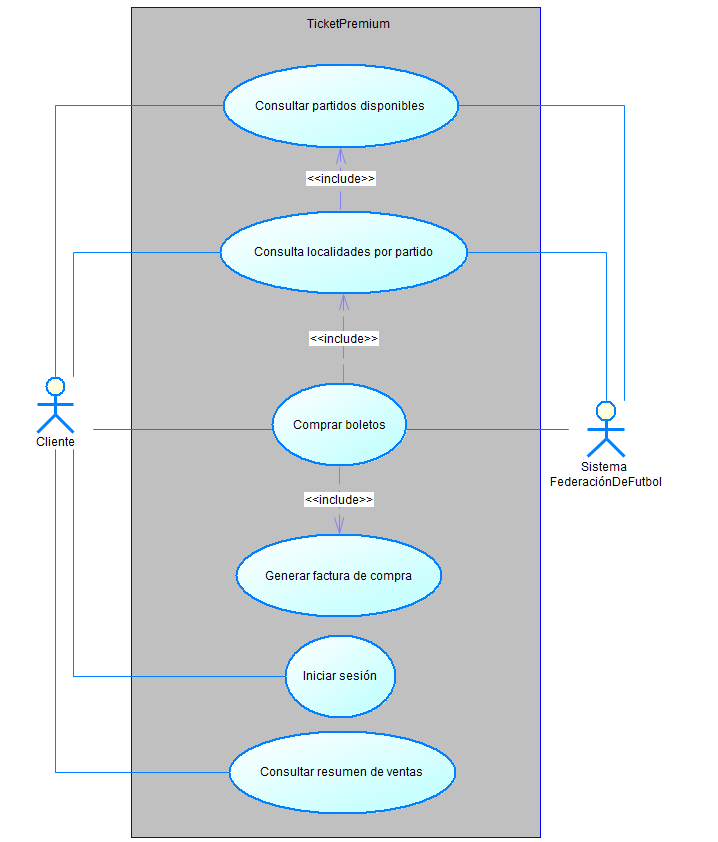 TicketPremium
Consultar partidos disponibles
<<include>>
Consulta localidades por partido
<<include>>
Comprar boletos
Cliente
Sistema
FederaciónDeFutbol
<<include>>
Generar factura de compra
Iniciar sesión
Consultar resumen de ventas